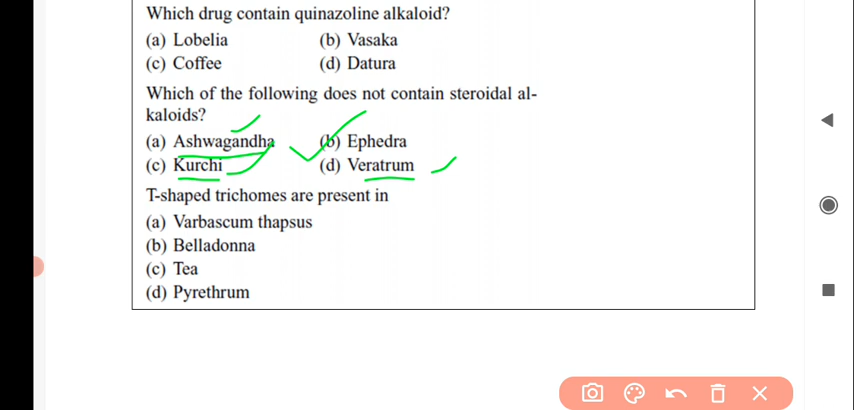 Which drug contain quinazoline alkaloid?
(a) Lobelia (b) Vasaka
(c) Coffee (d) Datura
Which of the following does not contain steroidal al-
kaloids?
(a) Ashwagandha (b) Ephedra
(c) Kurchi (d) Veratrum
T-shaped trichomes are present in
(a) Varbascum thapsus
(b) Belladonna
(c) Tea
(d) Pyrethrum